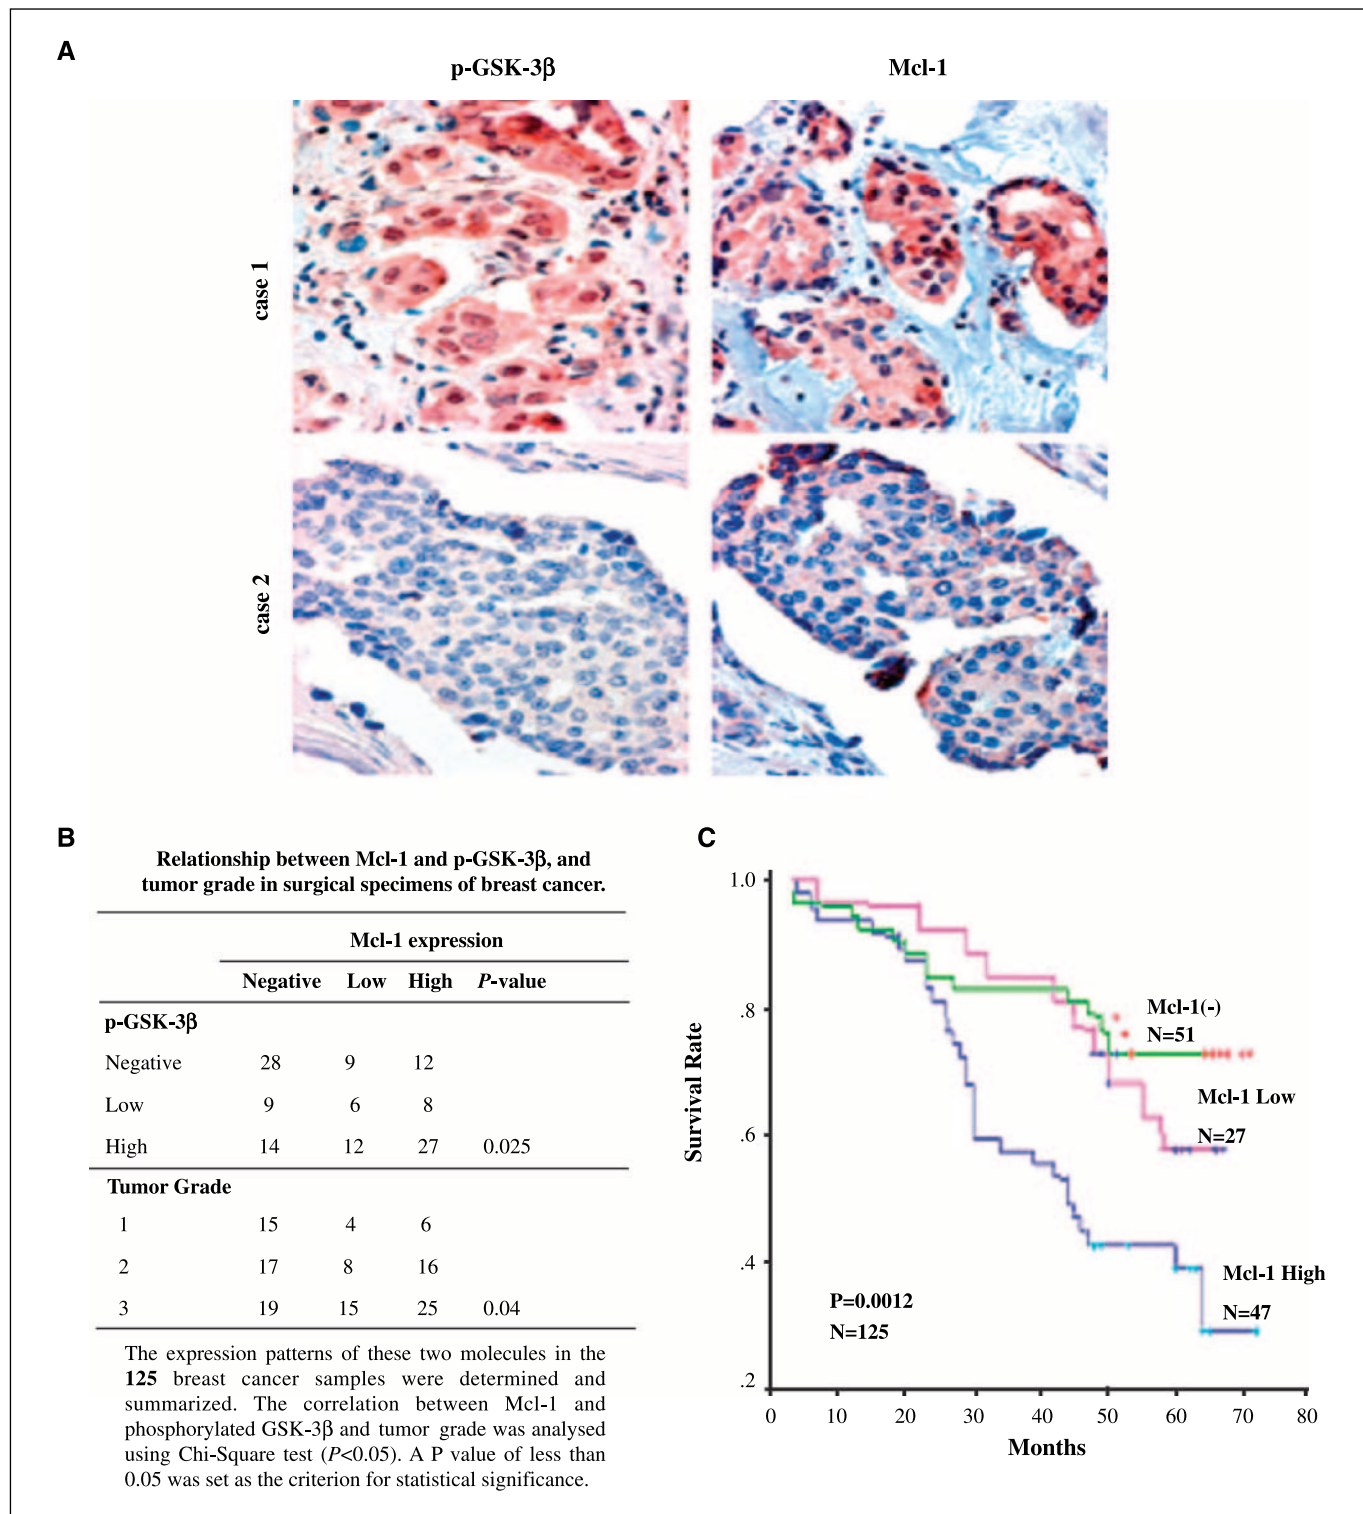 A
p-GSK-3β Mcl-1
case 1
case 2
B
Relationship between Mcl-1 and p-GSK-3β, and
tumor grade in surgical specimens of breast cancer.
Mcl-1 expression
Negative Low High P-value
p-GSK-3β
Negative 28 9 12
Low 9 6 8
High 14 12 27 0.025
Tumor Grade
1 15 4 6
2 17 8 16
3 19 15 25 0.04
The expression patterns of these two molecules in the
125 breast cancer samples were determined and
summarized. The correlation between Mcl-1 and
phosphorylated GSK-3β and tumor grade was analysed
using Chi-Square test (P<0.05). A P value of less than
0.05 was set as the criterion for statistical significance.
C
1.0
.8
.6
.4
.2
Survival Rate
Mcl-1(-)
N=51
Mcl-1 Low
N=27
Mcl-1 High
N=47
P=0.0012
N=125
0 10 20 30 40 50 60 70 80
Months